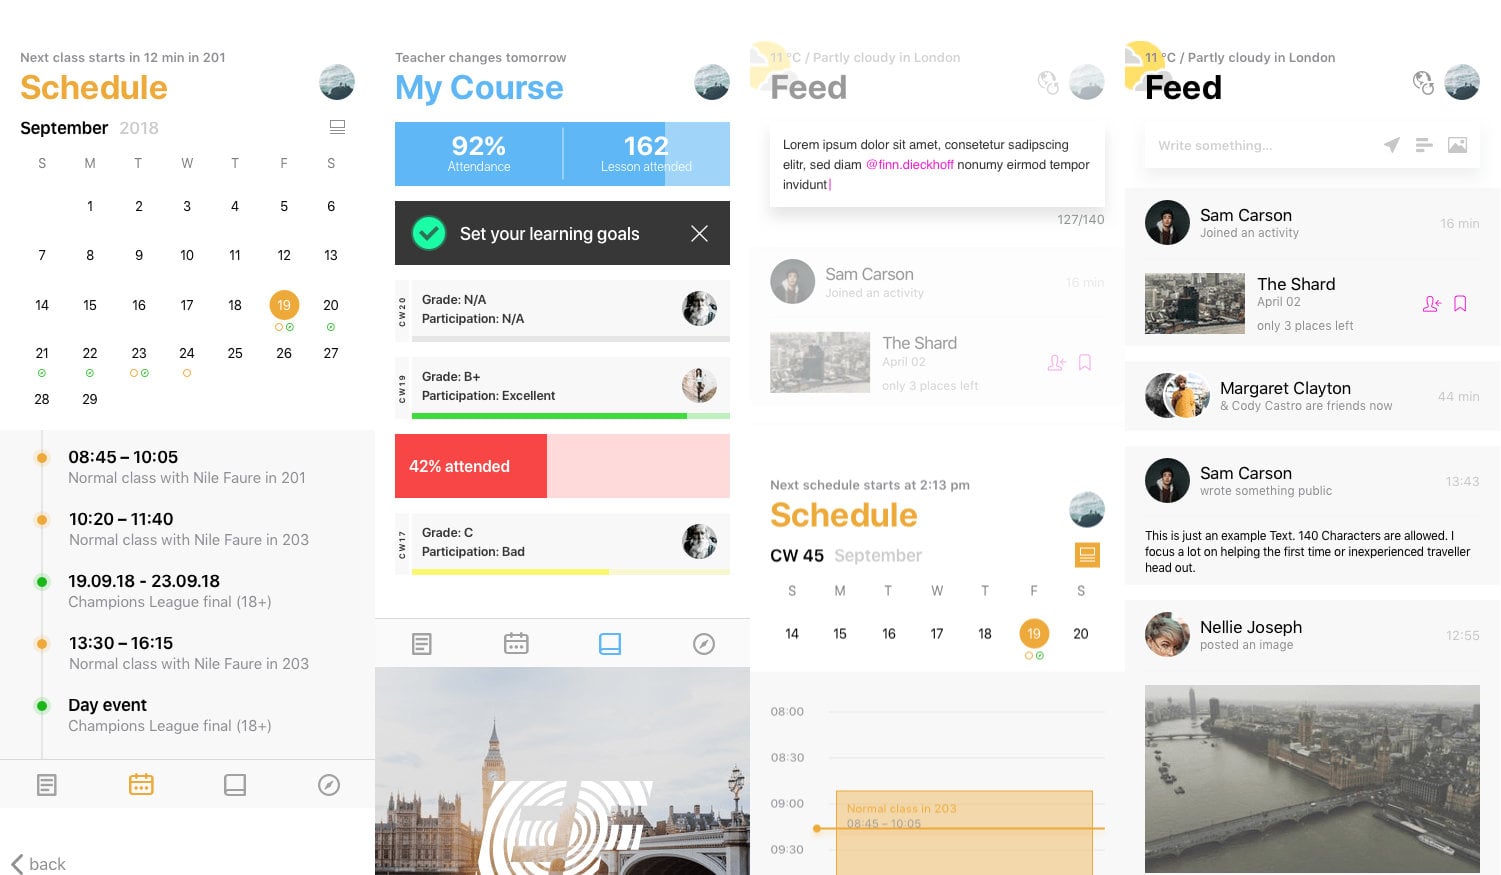 Next class starts in 12 min in 201
Schedule
September 2018
S M T W T F S
1 2 3 4 5 6
7 8 9 10 11 12 13
14 15 16 17 18 19 20
21 22 23 24 25 26 27
28 29
08:45 – 10:05
Normal class with Nile Faure in 201
10:20 – 11:40
Normal class with Nile Faure in 203
19.09.18 - 23.09.18
Champions League final (18+)
13:30 – 16:15
Normal class with Nile Faure in 203
Day event
Champions League final (18+)
back
Teacher changes tomorrow
My Course
92% 162
Attendance Lesson attended
Set your learning goals
CW20
Grade: N/A
Participation: N/A
CW19
Grade: B+
Participation: Excellent
42% attended
CW17
Grade: C
Participation: Bad
EF
11 °C / Partly cloudy in London
Feed
Lorem ipsum dolor sit amet, consetetur sadipscing
elitr, sed diam @finn.dieckhoff nonumy eirmod tempor
invidunt
127/140
Sam Carson
16 min
Joined an activity
The Shard
April 02
only 3 places left
Next schedule starts at 2:13 pm
Schedule
CW 45 September
S M T W T F S
14 15 16 17 18 19 20
08:00
08:30
09:00
Normal class in 203
08:45 – 10:05
09:30
11 °C / Partly cloudy in London
Feed
Write something...
Sam Carson
16 min
Joined an activity
The Shard
April 02
only 3 places left
Margaret Clayton
44 min
& Cody Castro are friends now
Sam Carson
13:43
wrote something public
This is just an example Text. 140 Characters are allowed. I
focus a lot on helping the first time or inexperienced traveller
head out.
Nellie Joseph
12:55
posted an image